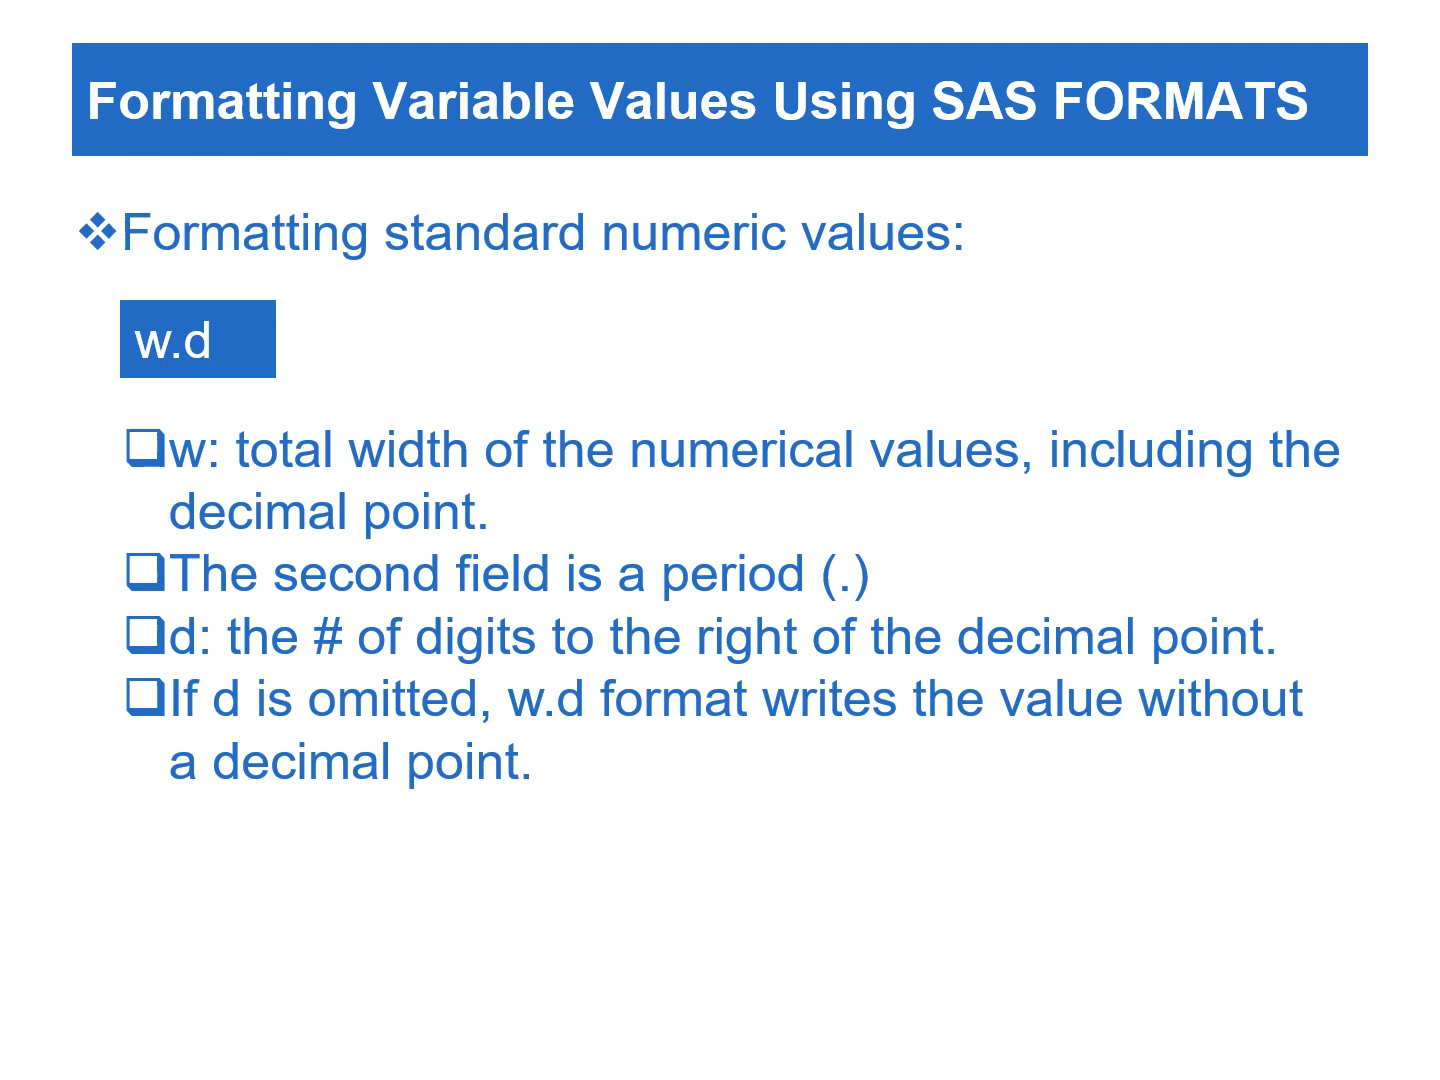 Formatting Variable Values Using SAS FORMATS
❖Formatting standard numeric values:
w.d
❑w: total width of the numerical values, including the
decimal point.
❑The second field is a period (.)
❑d: the # of digits to the right of the decimal point.
❑If d is omitted, w.d format writes the value without
a decimal point.